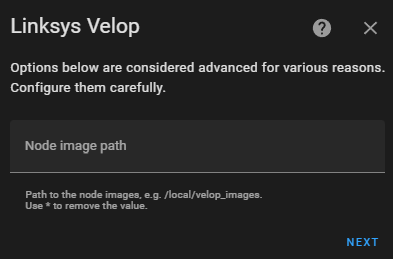 Linksys Velop
Options below are considered advanced for various reasons.
Configure them carefully.
Node image path
Path to the node images, e.g. /local/velop_images.
Use * to remove the value.
NEXT